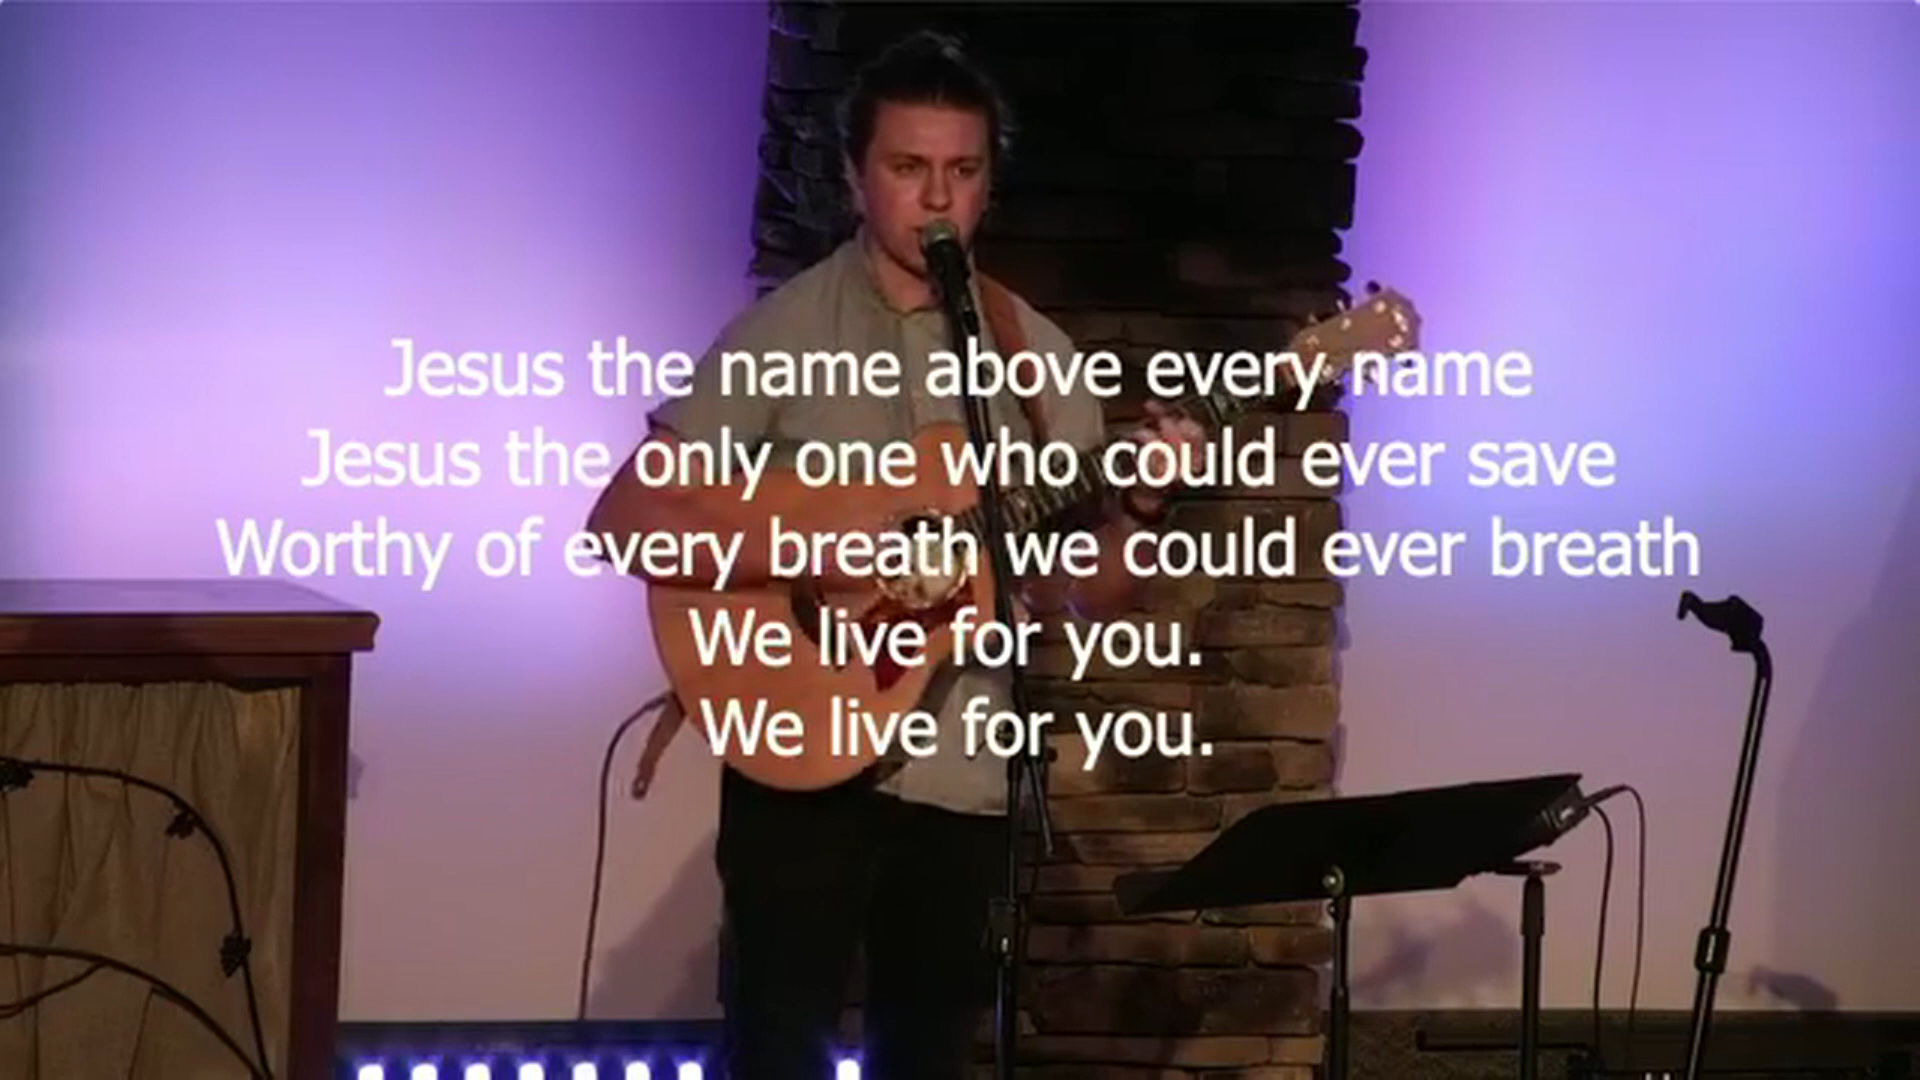 Jesus the name above every name
Jesus the only one who could ever save
Worthy of every breath we could ever breath
We live for you.
We live for you.